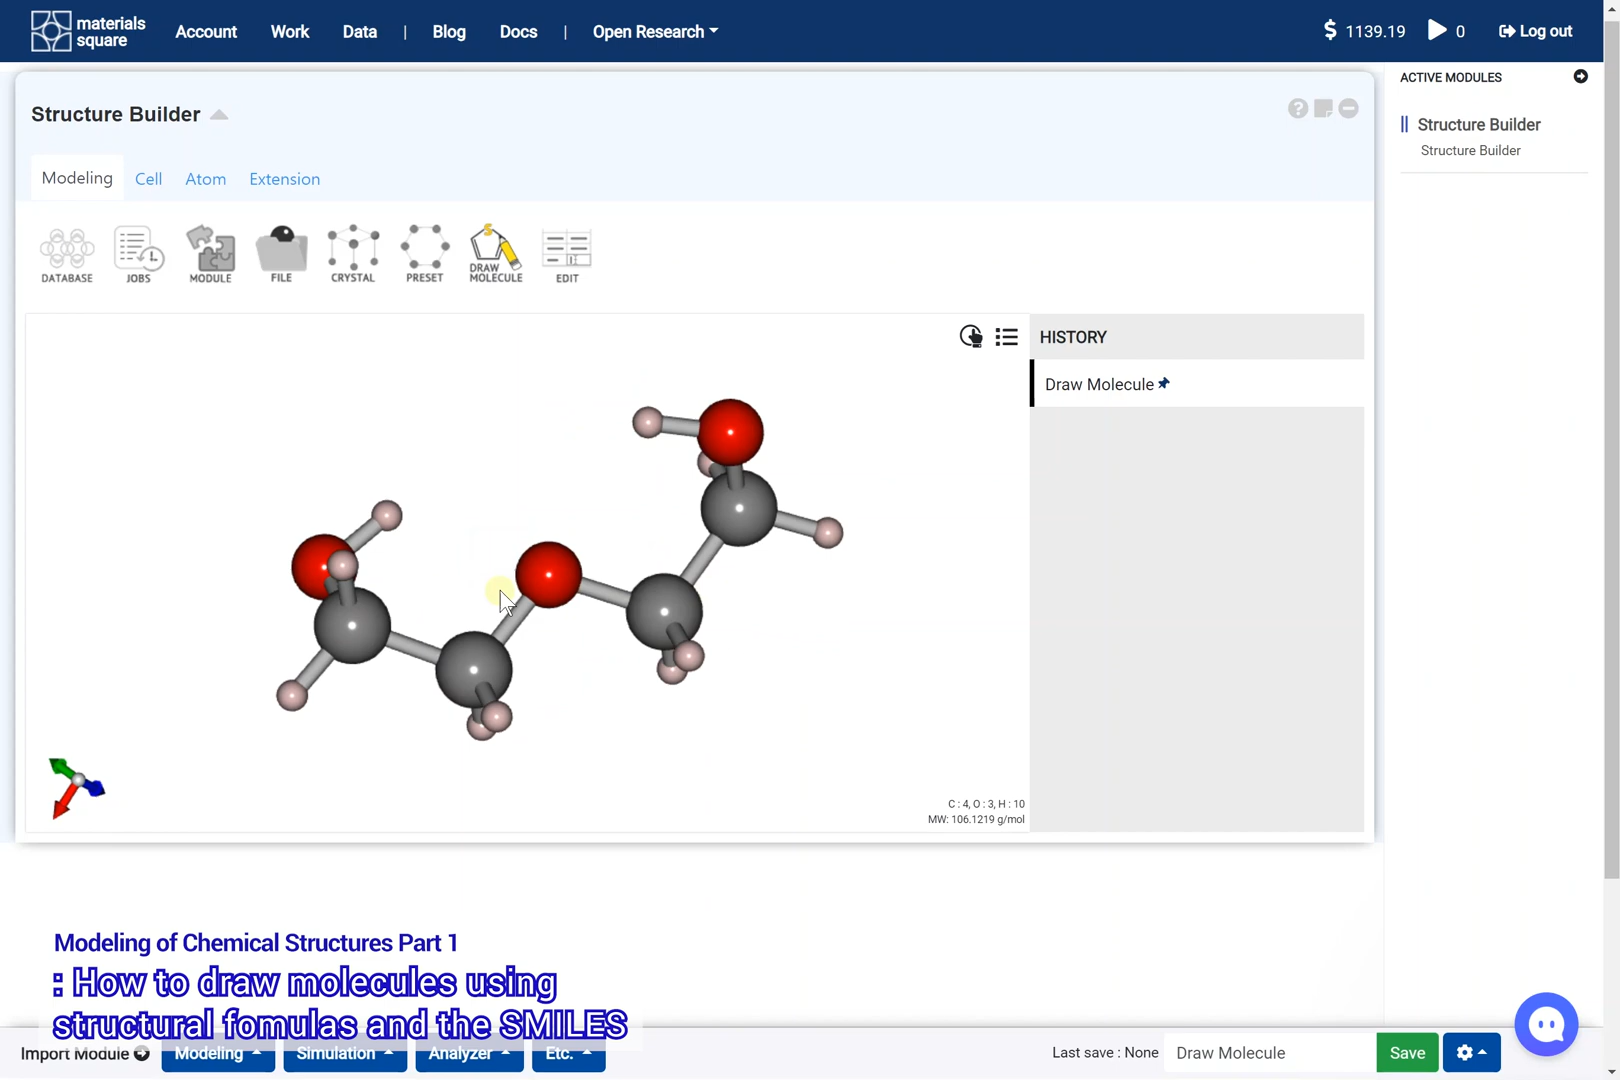 materials
square
Account Work Data | Blog Docs | Open Research
$ 1139.19 0 Log out
ACTIVE MODULES
Structure Builder
Structure Builder
Structure Builder
Modeling Cell Atom Extension
DATABASE JOBS MODULE FILE CRYSTAL PRESET $ DRAW MOLECULE EDIT
HISTORY
Draw Molecule
C : 4, O : 3, H : 10
MW: 106.1219 g/mol
Modeling of Chemical Structures Part 1
: How to draw molecules using
structural fomulas and the SMILES
Import Module Modeling Simulation Analyzer Etc. Last save : None Draw Molecule Save